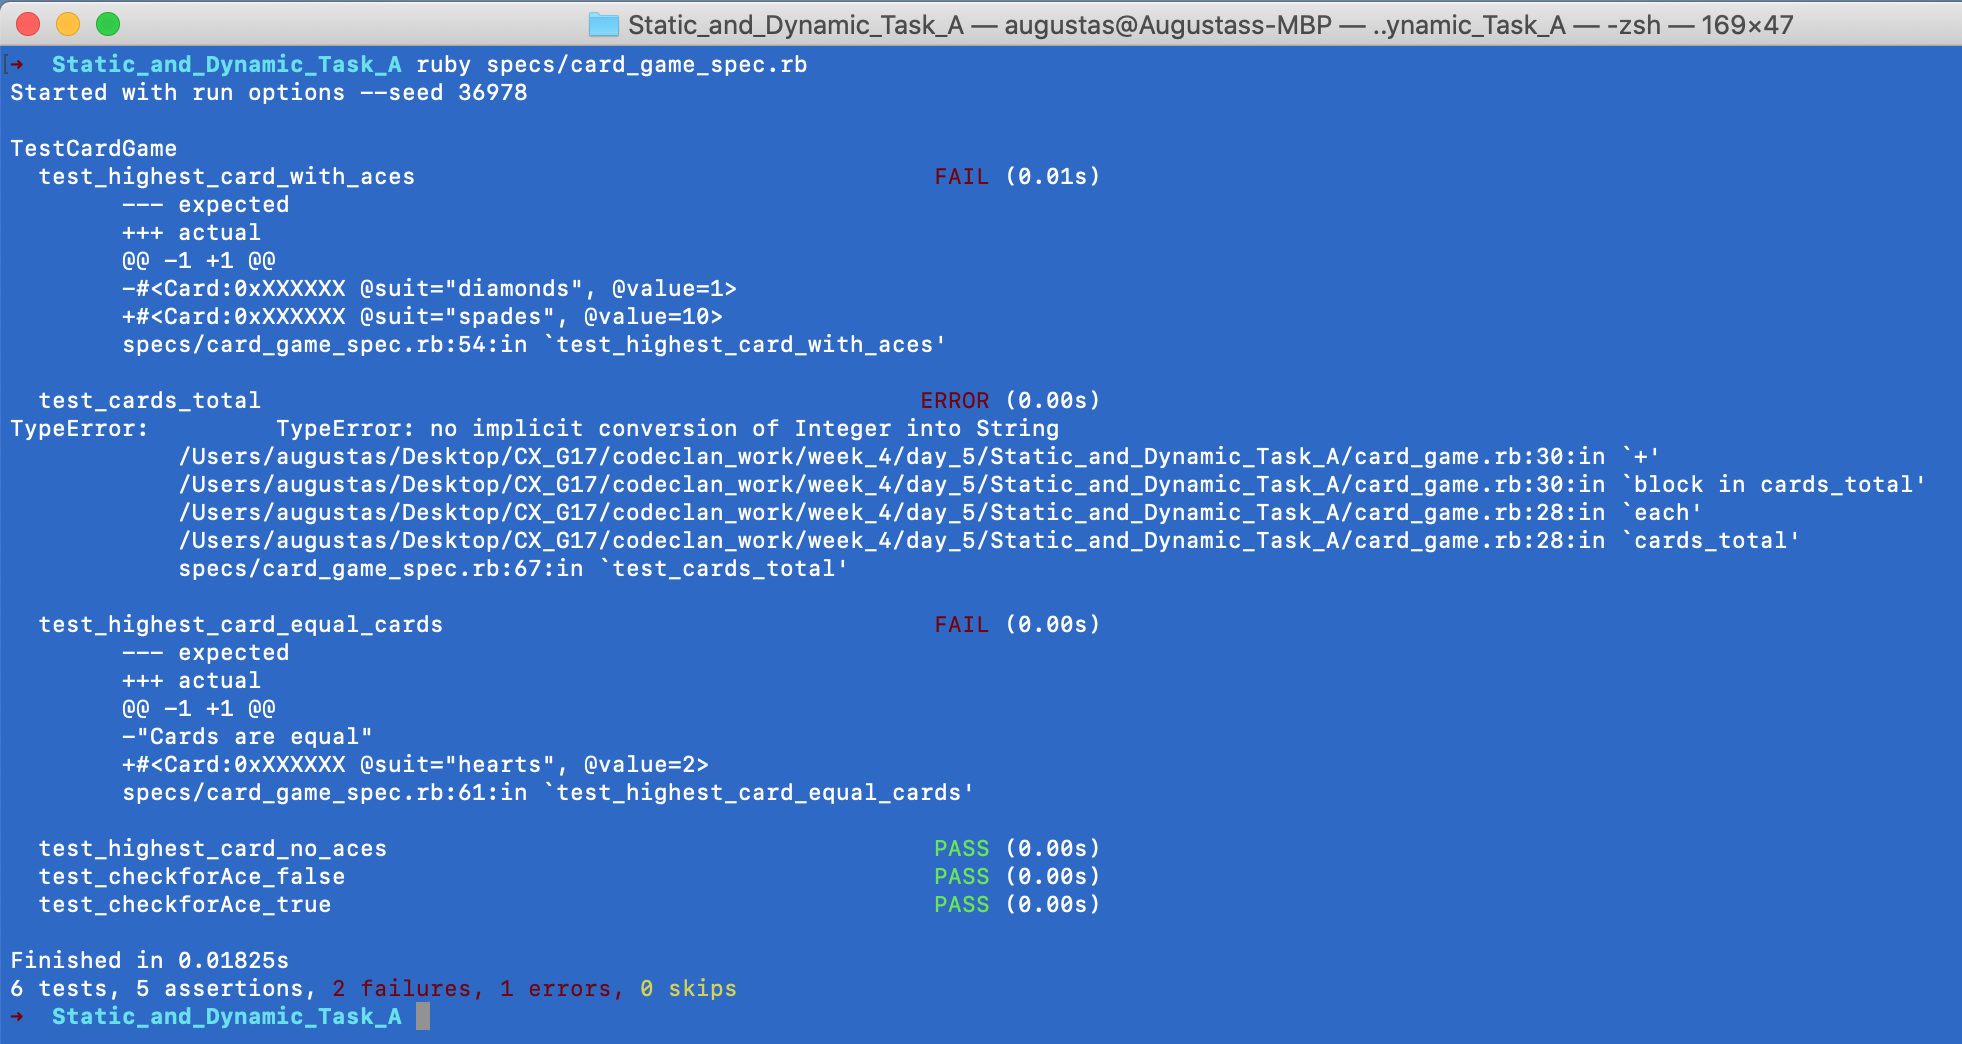 Static_and_Dynamic_Task_A — augustas@Augustass-MBP — ..ynamic_Task_A — -zsh — 169×47
[➜ Static_and_Dynamic_Task_A ruby specs/card_game_spec.rb
Started with run options --seed 36978
TestCardGame
test_highest_card_with_aces FAIL (0.01s)
--- expected
+++ actual
@@ -1 +1 @@
-#<Card:0xXXXXXX @suit="diamonds", @value=1>
+#<Card:0xXXXXXX @suit="spades", @value=10>
specs/card_game_spec.rb:54:in `test_highest_card_with_aces'
test_cards_total ERROR (0.00s)
TypeError: TypeError: no implicit conversion of Integer into String
/Users/augustas/Desktop/CX_G17/codeclan_work/week_4/day_5/Static_and_Dynamic_Task_A/card_game.rb:30:in `+'
/Users/augustas/Desktop/CX_G17/codeclan_work/week_4/day_5/Static_and_Dynamic_Task_A/card_game.rb:30:in `block in cards_total'
/Users/augustas/Desktop/CX_G17/codeclan_work/week_4/day_5/Static_and_Dynamic_Task_A/card_game.rb:28:in `each'
/Users/augustas/Desktop/CX_G17/codeclan_work/week_4/day_5/Static_and_Dynamic_Task_A/card_game.rb:28:in `cards_total'
specs/card_game_spec.rb:67:in `test_cards_total'
test_highest_card_equal_cards FAIL (0.00s)
--- expected
+++ actual
@@ -1 +1 @@
-"Cards are equal"
+#<Card:0xXXXXXX @suit="hearts", @value=2>
specs/card_game_spec.rb:61:in `test_highest_card_equal_cards'
test_highest_card_no_aces PASS (0.00s)
test_checkforAce_false PASS (0.00s)
test_checkforAce_true PASS (0.00s)
Finished in 0.01825s
6 tests, 5 assertions, 2 failures, 1 errors, 0 skips
➜ Static_and_Dynamic_Task_A